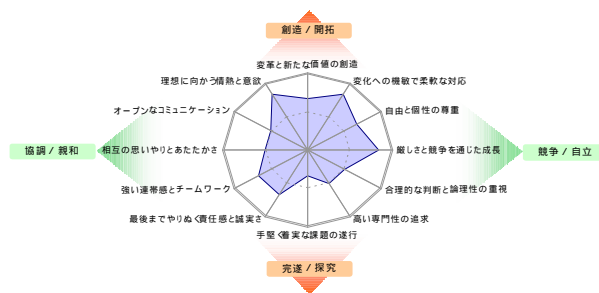 創造 / 開拓
変革と新たな価値の創造
理想に向かう情熱と意欲
変化への機敏で柔軟な対応
オープンなコミュニケーション
自由と個性の尊重
協調 / 親和
相互の思いやりとあたたかさ
厳しさと競争を通じた成長
競争 / 自立
強い連帯感とチームワーク
合理的な判断と論理性の重視
最後までやりぬく責任感と誠実さ
高い専門性の追求
手堅く着実な課題の遂行
完遂 / 探究